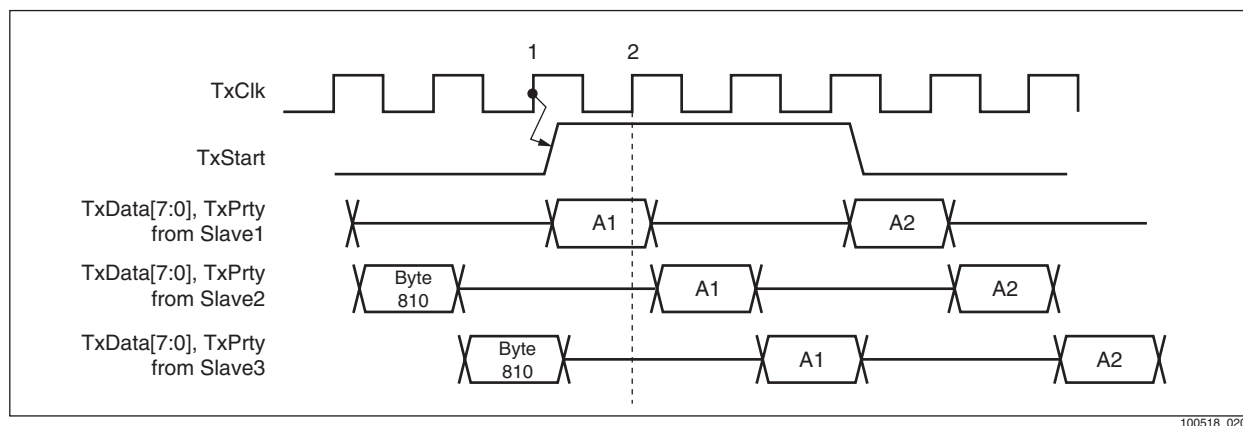 1 2
TxClk
TxStart
TxData[7:0], TxPrty
from Slave1
A1 A2
TxData[7:0], TxPrty
from Slave2
Byte
810
A1 A2
TxData[7:0], TxPrty
from Slave3
Byte
810
A1 A2
100518_020